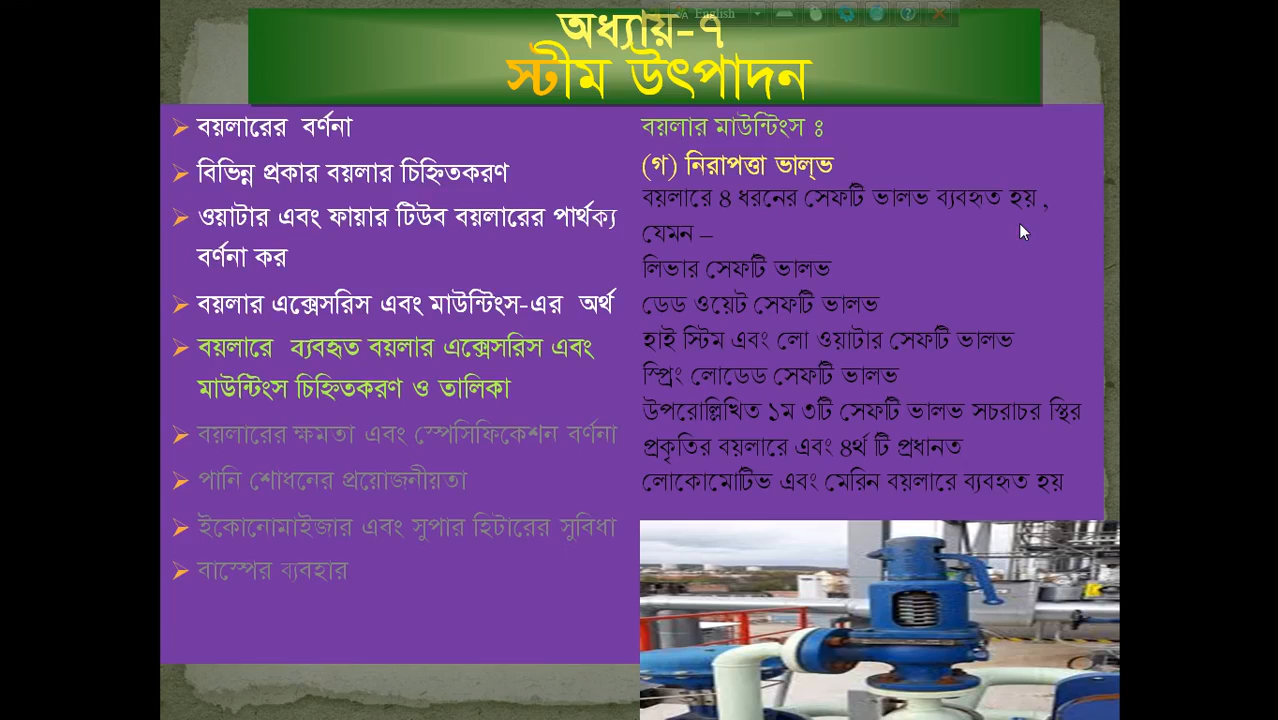 English
অধ্যায়-৭
স্টীম উৎপাদন
বয়লারের বর্ণনা
বিভিন্ন প্রকার বয়লার চিহ্নিতকরণ
ওয়াটার এবং ফায়ার টিউব বয়লারের পার্থক্য
বর্ণনা কর
বয়লার এক্সেসরিস এবং মাউন্টিংস-এর অর্থ
বয়লারে ব্যবহৃত বয়লার এক্সেসরিস এবং
মাউন্টিংস চিহ্নিতকরণ ও তালিকা
বয়লারের ক্ষমতা এবং স্পেসিফিকেশন বর্ণনা
পানি শোধনের প্রয়োজনীয়তা
ইকোনোমাইজার এবং সুপার হিটারের সুবিধা
বাস্পের ব্যবহার
বয়লার মাউন্টিংস ঃ
(গ) নিরাপত্তা ভাল্‌ভ
বয়লারে ৪ ধরনের সেফটি ভালভ ব্যবহৃত হয় ,
যেমন –
লিভার সেফটি ভালভ
ডেড ওয়েট সেফটি ভালভ
হাই স্টিম এবং লো ওয়াটার সেফটি ভালভ
স্প্রিং লোডেড সেফটি ভালভ
উপরোল্লিখিত ১ম ৩টি সেফটি ভালভ সচরাচর স্থির
প্রকৃতির বয়লারে এবং ৪র্থ টি প্রধানত
লোকোমোটিভ এবং মেরিন বয়লারে ব্যবহৃত হয়